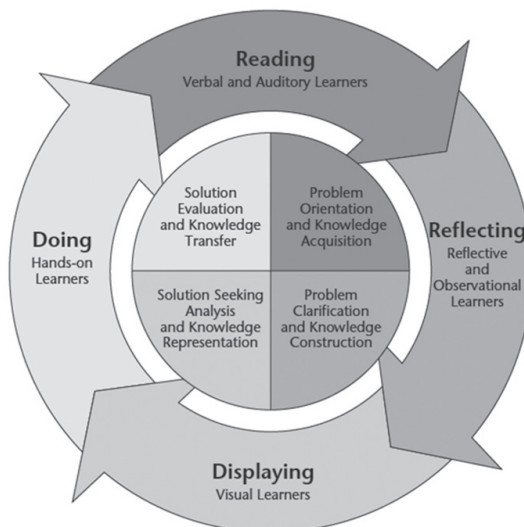 Reading
Verbal and Auditory Learners
Solution
Evaluation
and Knowledge
Transfer
Problem
Orientation
and Knowledge
Acquisition
Doing
Hands-on
Learners
Reflecting
Reflective
and
Observational
Learners
Solution Seeking
Analysis
and Knowledge
Representation
Problem
Clarification
and Knowledge
Construction
Displaying
Visual Learners